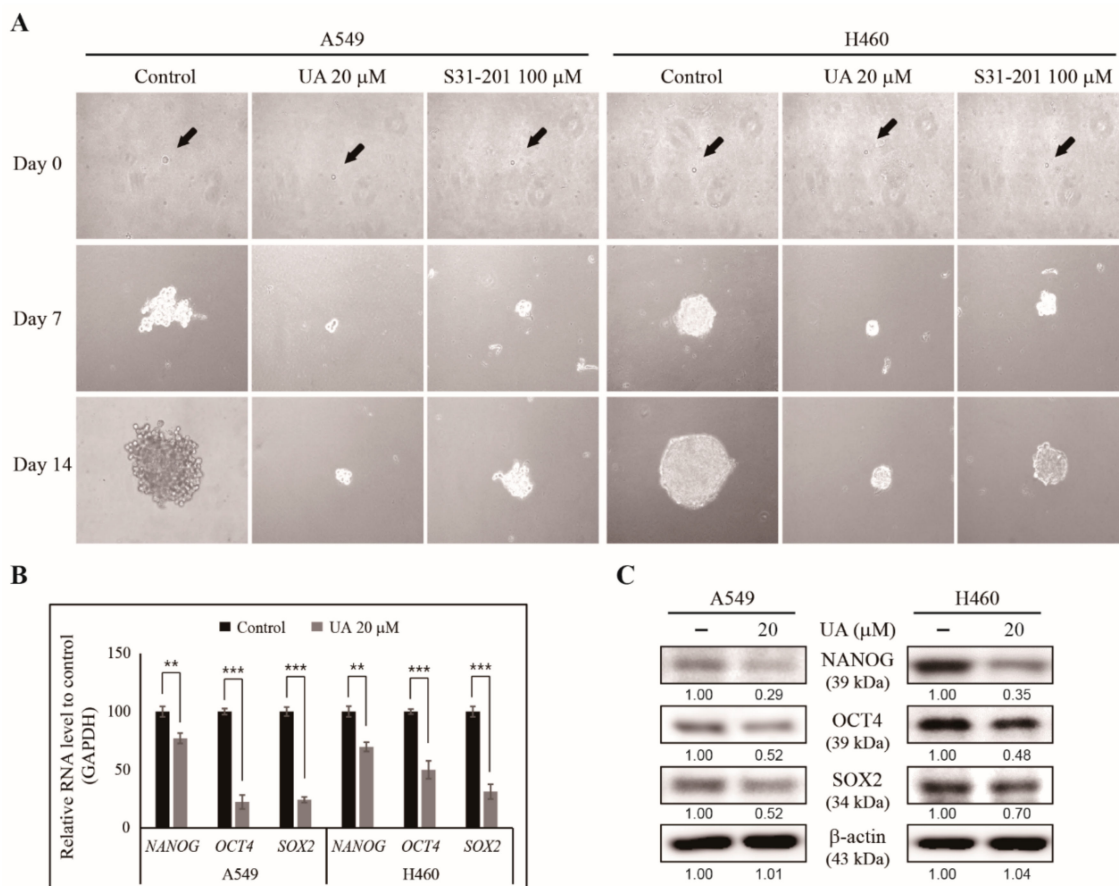 A
A549 H460
Control UA 20 μM S31-201 100 μM Control UA 20 μM S31-201 100 μM
Day 0
Day 7
Day 14
B
Control UA 20 μM
Relative RNA level to control
(GAPDH)
150
100
50
0
** *** *** ** *** ***
NANOG OCT4 SOX2 NANOG OCT4 SOX2
A549 H460
C
A549 H460
– 20 UA (μM) – 20
NANOG
(39 kDa)
1.00 0.29 1.00 0.35
OCT4
(39 kDa)
1.00 0.52 1.00 0.48
SOX2
(34 kDa)
1.00 0.52 1.00 0.70
β-actin
(43 kDa)
1.00 1.01 1.00 1.04